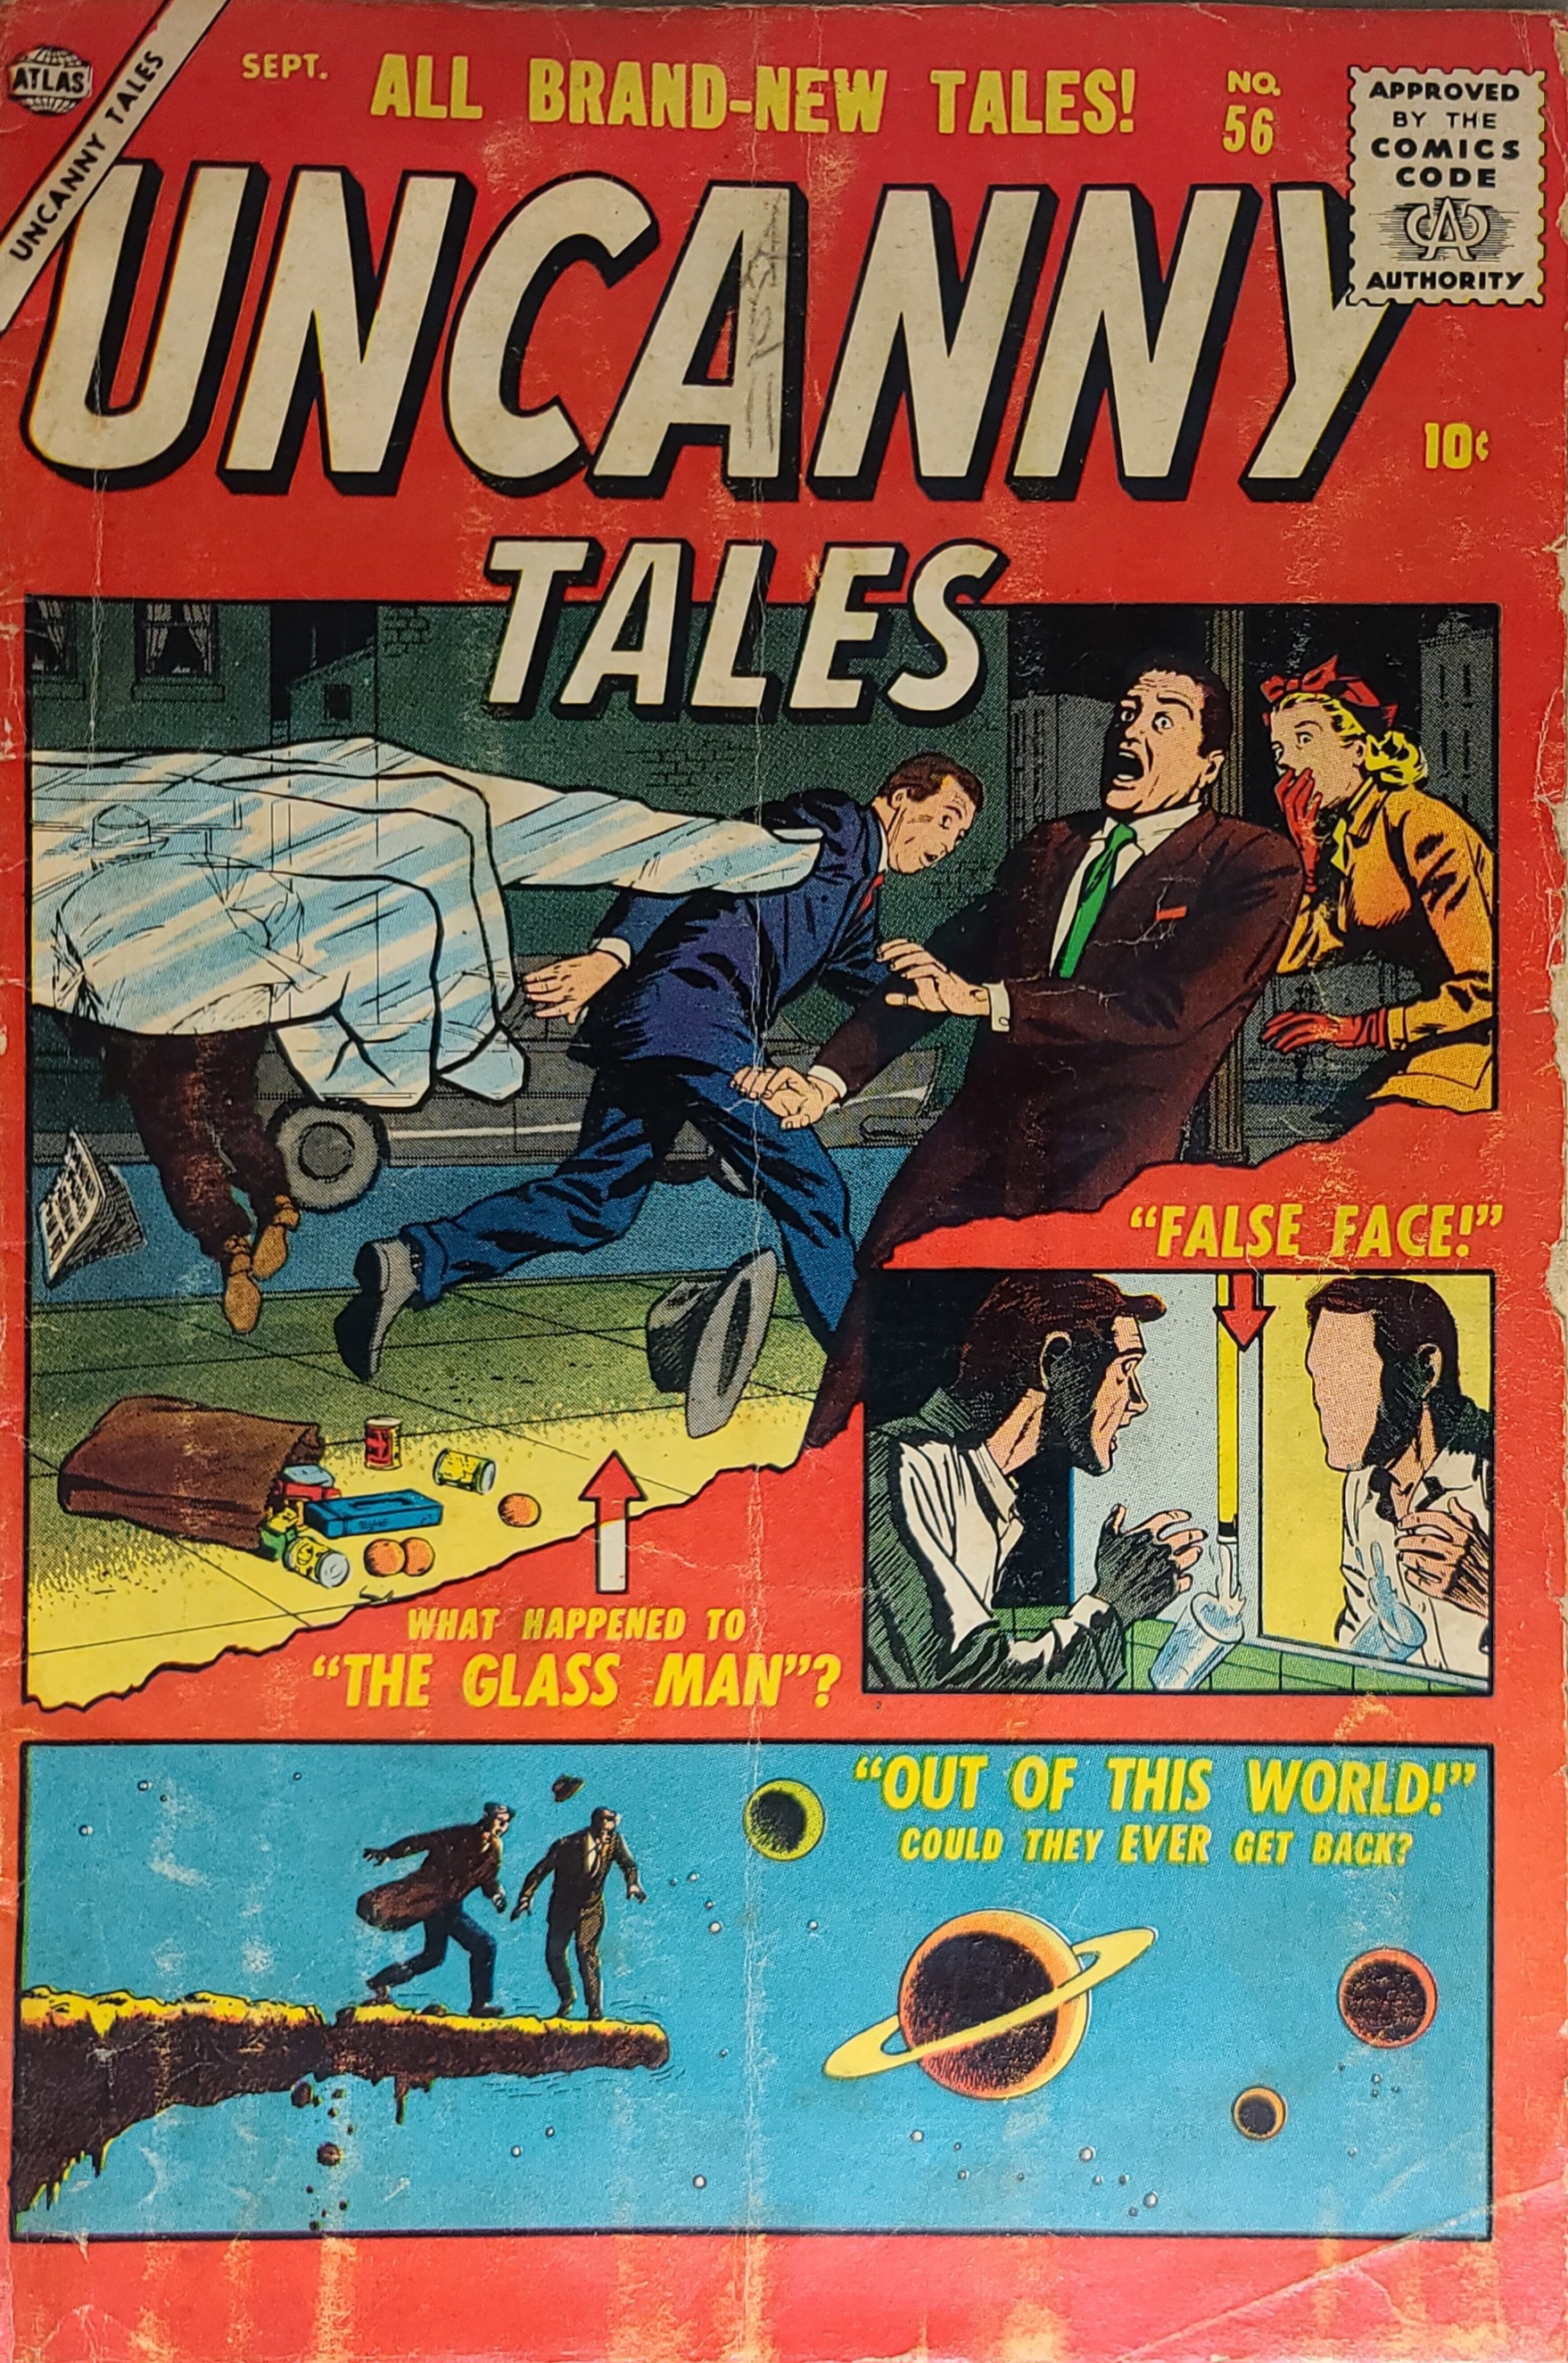 ATLAS
UNCANNY TALES
SEPT.
ALL BRAND-NEW TALES!
NO.
56
APPROVED
BY THE
COMICS
CODE
CA
AUTHORITY
UNCANNY
10¢
TALES
"FALSE FACE!"
WHAT HAPPENED TO
"THE GLASS MAN"?
"OUT OF THIS WORLD!"
COULD THEY EVER GET BACK?